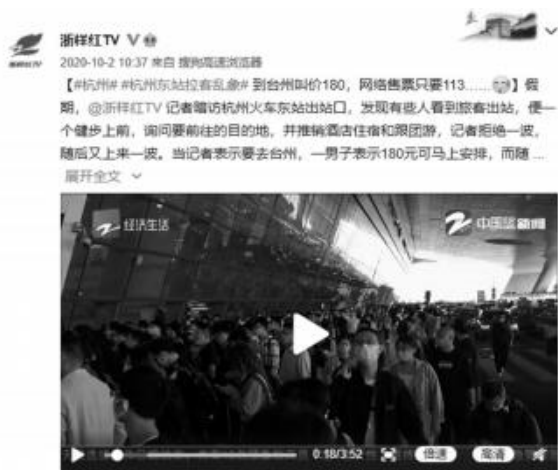 浙样红TV
2020-10-2 10:37 来自 搜狗高速浏览器
【#杭州# #杭州东站拉客乱象# 到台州叫价180，网络售票只要113……】假
期，@浙样红TV 记者暗访杭州火车东站出站口，发现有些人看到旅客出站，便一
个健步上前，询问要前往的目的地，并推销酒店住宿和跟团游，记者拒绝一波，
随后又上来一波。当记者表示要去台州，一男子表示180元可马上安排，而随 ...
展开全文
经济生活
中国蓝新闻
0:18/3:52
倍速
高清